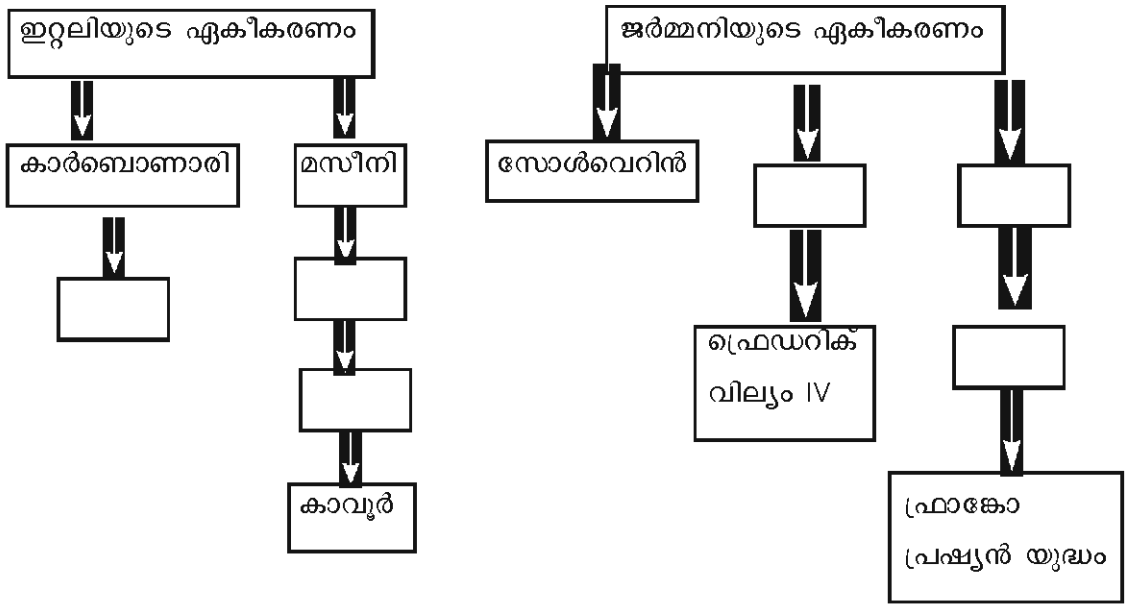 ഇറ്റലിയുടെ ഏകീകരണം
ജർമ്മനിയുടെ ഏകീകരണം
കാർബൊണാരി
മസീനി
സോൾവെറിൻ
ഫ്രെഡറിക്
വില്യം IV
കാവൂർ
ഫ്രാങ്കോ
പ്രഷ്യൻ യുദ്ധം